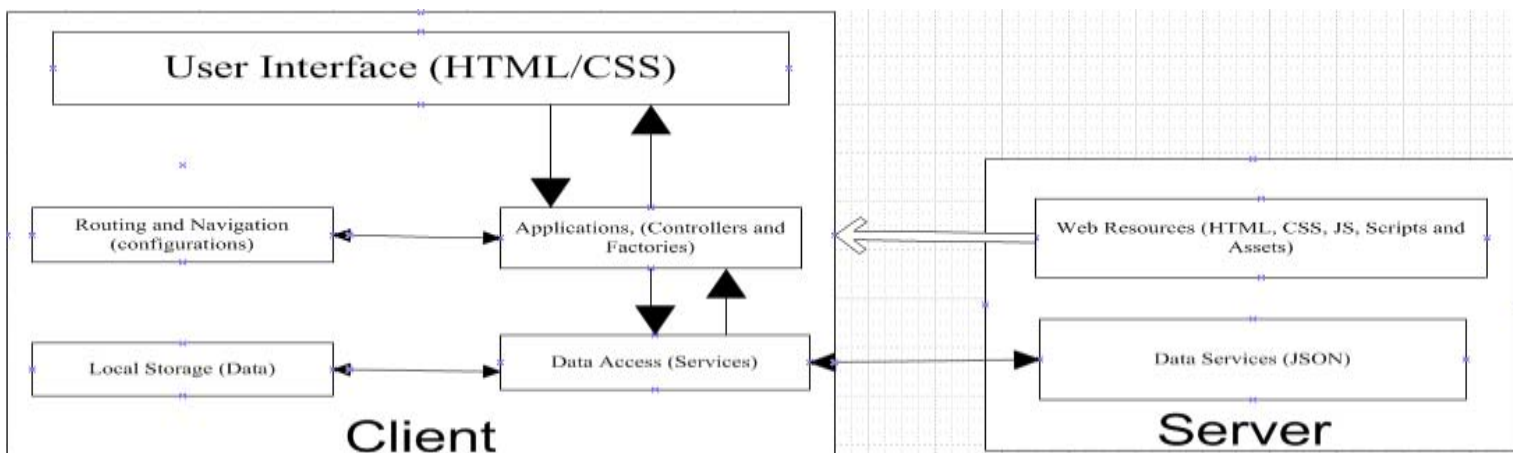 User Interface (HTML/CSS)
Routing and Navigation
(configurations)
Applications, (Controllers and
Factories)
Local Storage (Data)
Data Access (Services)
Client
Web Resources (HTML, CSS, JS, Scripts and
Assets)
Data Services (JSON)
Server